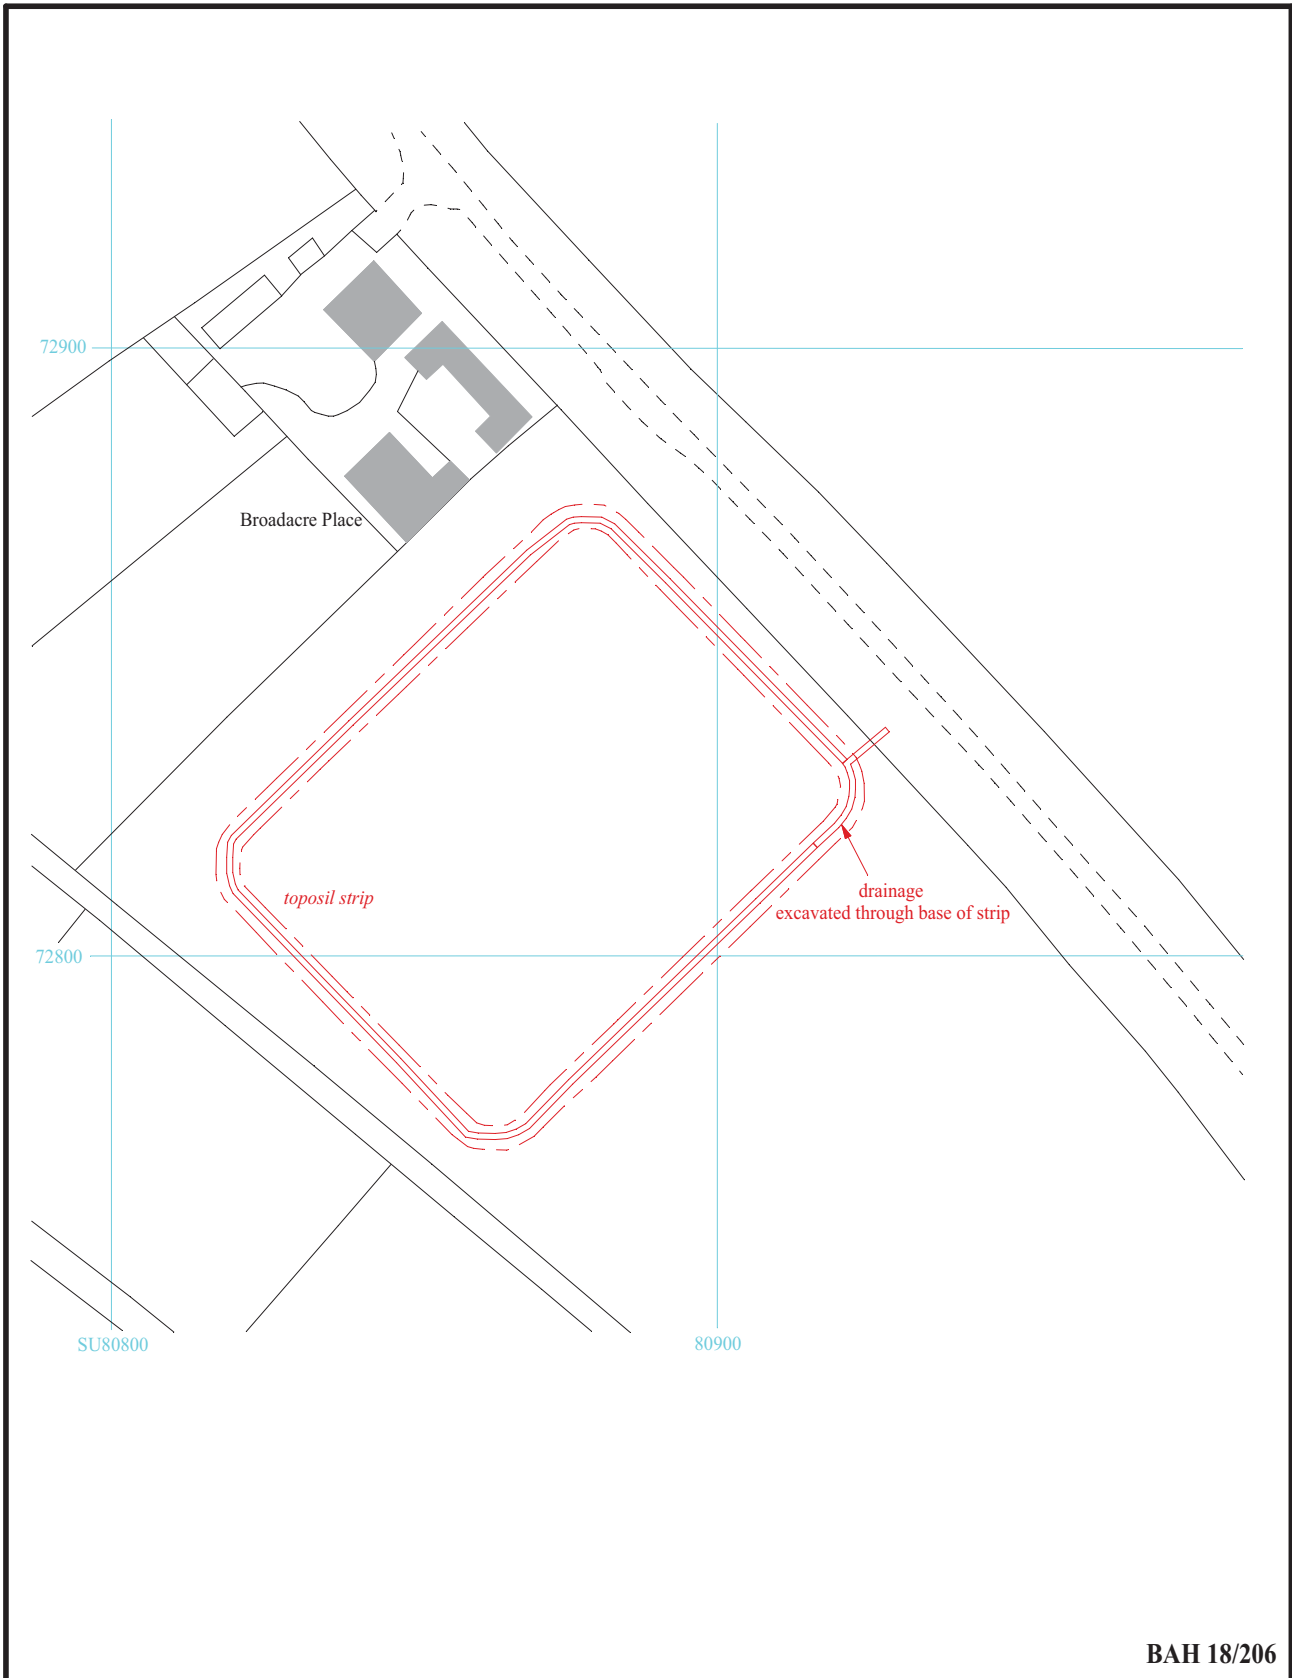 72900
Broadacre Place
toposil strip
drainage
excavated through base of strip
72800
SU80800
80900
BAH 18/206